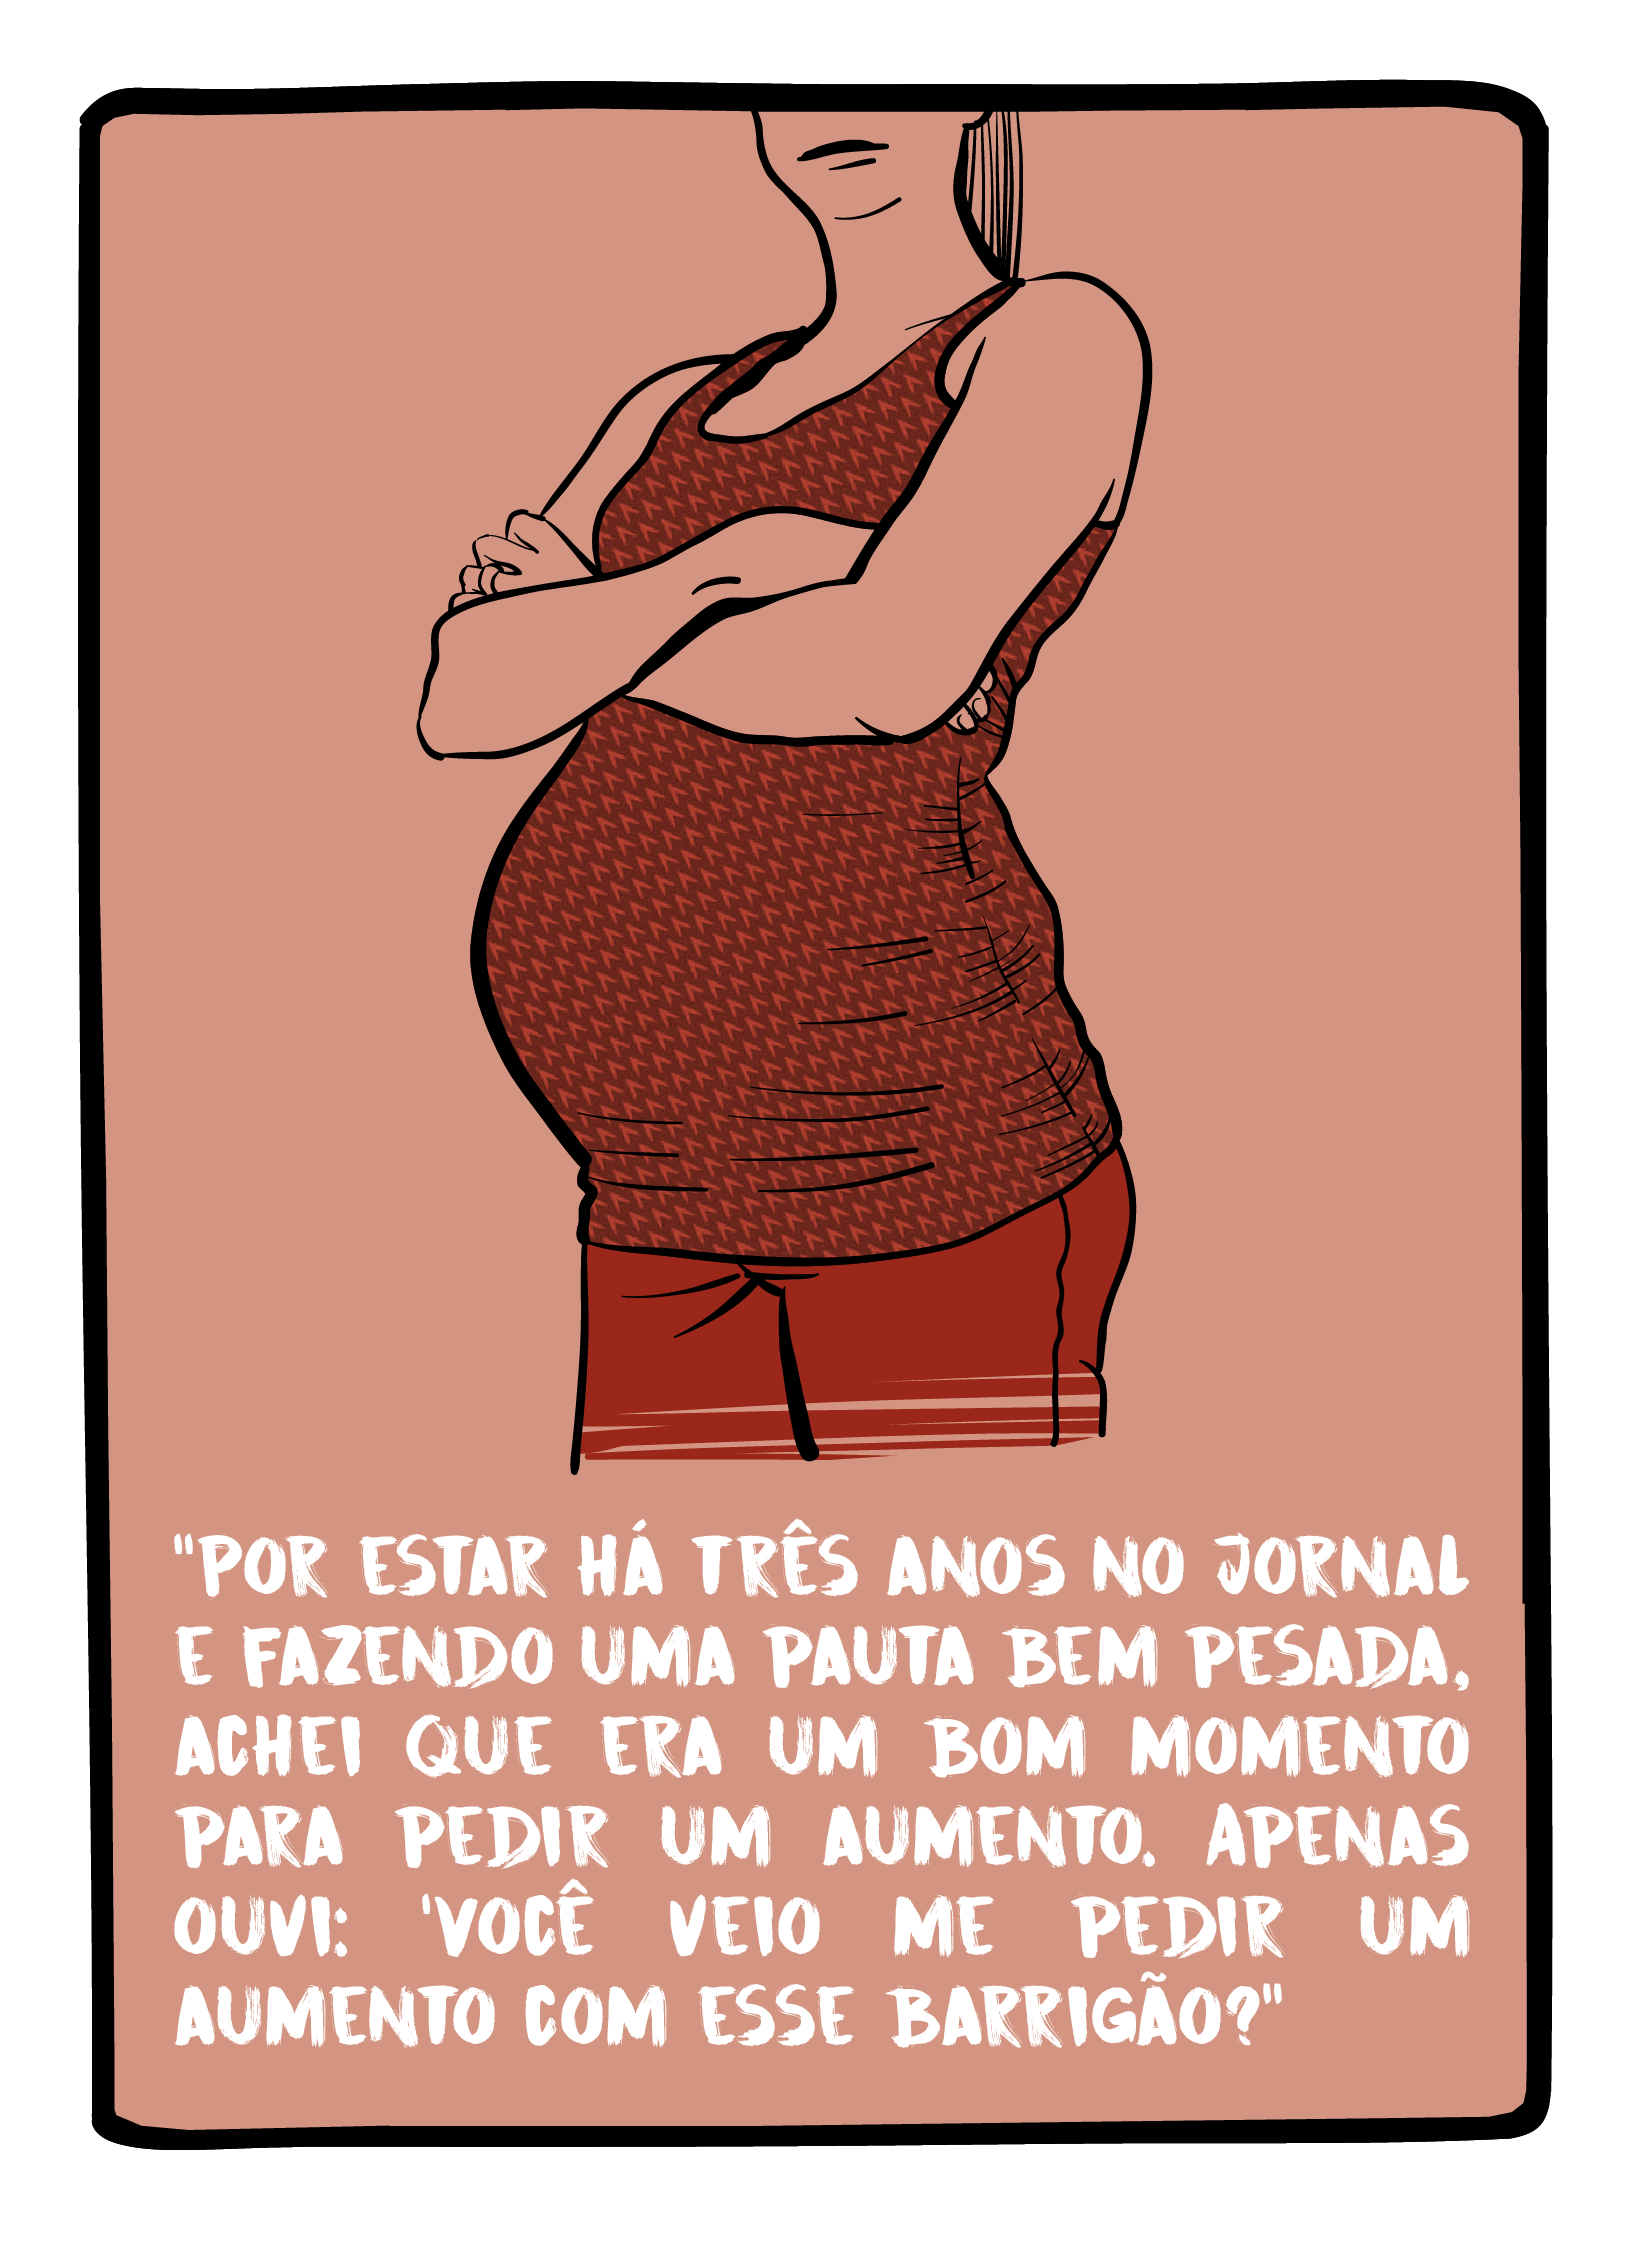 "POR ESTAR HÁ TRÊS ANOS NO JORNAL
E FAZENDO UMA PAUTA BEM PESADA,
ACHEI QUE ERA UM BOM MOMENTO
PARA PEDIR UM AUMENTO. APENAS
OUVI: 'VOCÊ VEIO ME PEDIR UM
AUMENTO COM ESSE BARRIGÃO?"